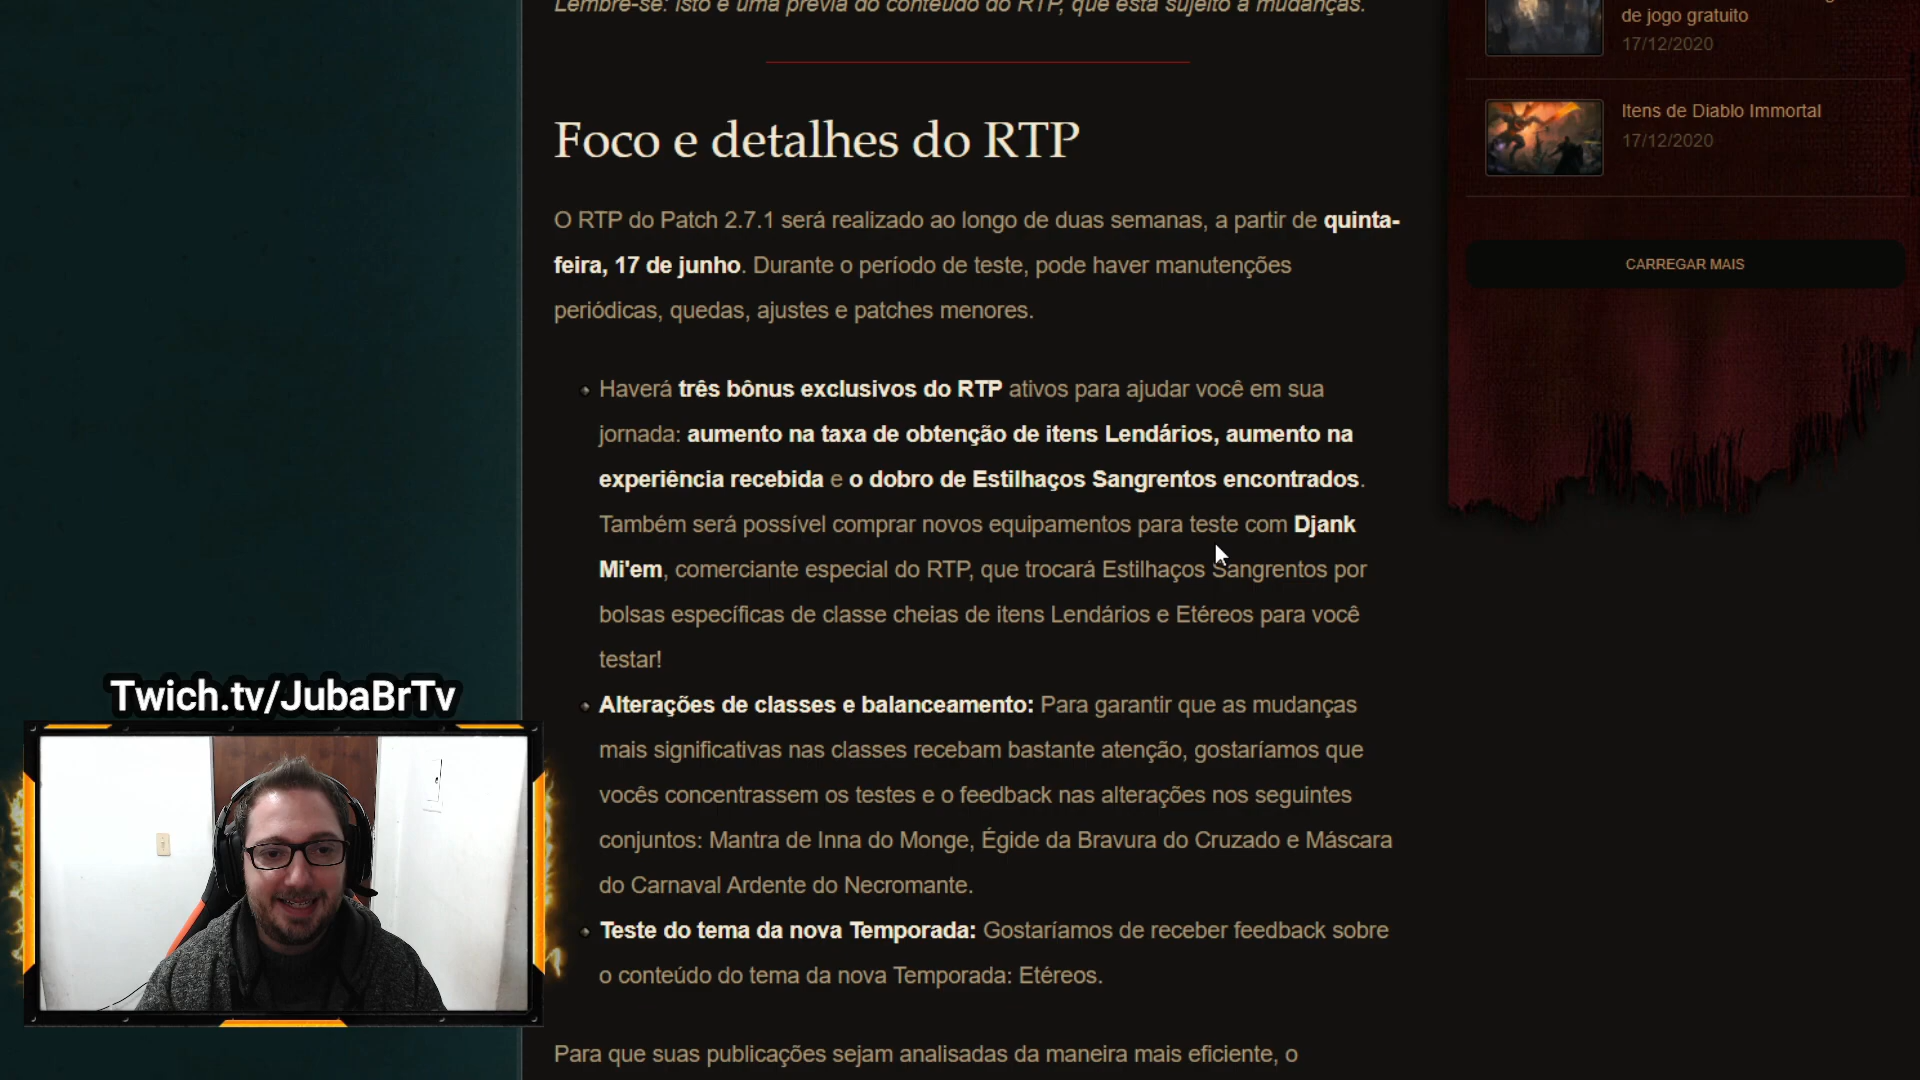 Lembre-se: isto é uma prévia do conteúdo do RTP, que está sujeito a mudanças.
Foco e detalhes do RTP
O RTP do Patch 2.7.1 será realizado ao longo de duas semanas, a partir de quinta-
feira, 17 de junho. Durante o período de teste, pode haver manutenções
periódicas, quedas, ajustes e patches menores.
Haverá três bônus exclusivos do RTP ativos para ajudar você em sua
jornada: aumento na taxa de obtenção de itens Lendários, aumento na
experiência recebida e o dobro de Estilhaços Sangrentos encontrados.
Também será possível comprar novos equipamentos para teste com Djank
Mi'em, comerciante especial do RTP, que trocará Estilhaços Sangrentos por
bolsas específicas de classe cheias de itens Lendários e Etéreos para você
testar!
Alterações de classes e balanceamento: Para garantir que as mudanças
mais significativas nas classes recebam bastante atenção, gostaríamos que
vocês concentrassem os testes e o feedback nas alterações nos seguintes
conjuntos: Mantra de Inna do Monge, Égide da Bravura do Cruzado e Máscara
do Carnaval Ardente do Necromante.
Teste do tema da nova Temporada: Gostaríamos de receber feedback sobre
o conteúdo do tema da nova Temporada: Etéreos.
Para que suas publicações sejam analisadas da maneira mais eficiente, o
de jogo gratuito
17/12/2020
Itens de Diablo Immortal
17/12/2020
CARREGAR MAIS
Twich.tv/JubaBrTv